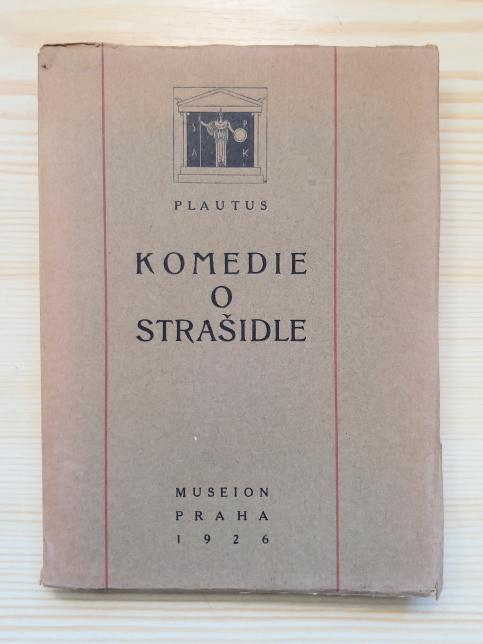 S P
A K
PLAUTUS
KOMEDIE
O
STRAŠIDLE
MUSEION
PRAHA
1926